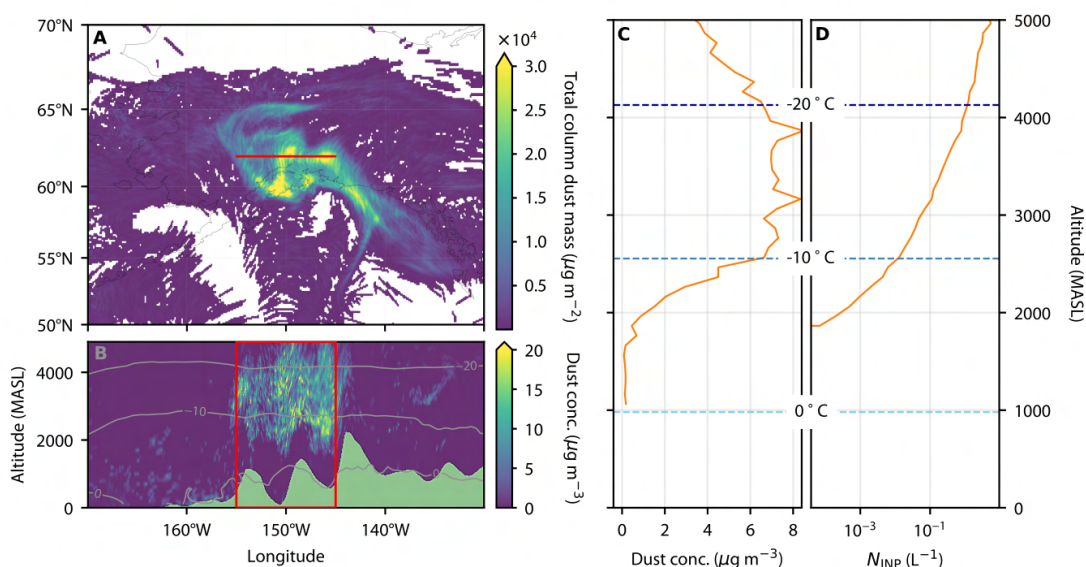 A
70°N
65°N
60°N
55°N
50°N
×10⁴
3.0
2.5
2.0
1.5
1.0
0.5
Total column dust mass (μg m⁻²)
B
4000
2000
0
Altitude (MASL)
−20
−10
0
0
160°W
150°W
140°W
Longitude
20
15
10
5
0
Dust conc. (μg m⁻³)
C
D
-20°C
-10°C
0°C
0
2
4
6
8
Dust conc. (μg m⁻³)
10⁻³
10⁻¹
N_INP (L⁻¹)
5000
4000
3000
2000
1000
0
Altitude (MASL)